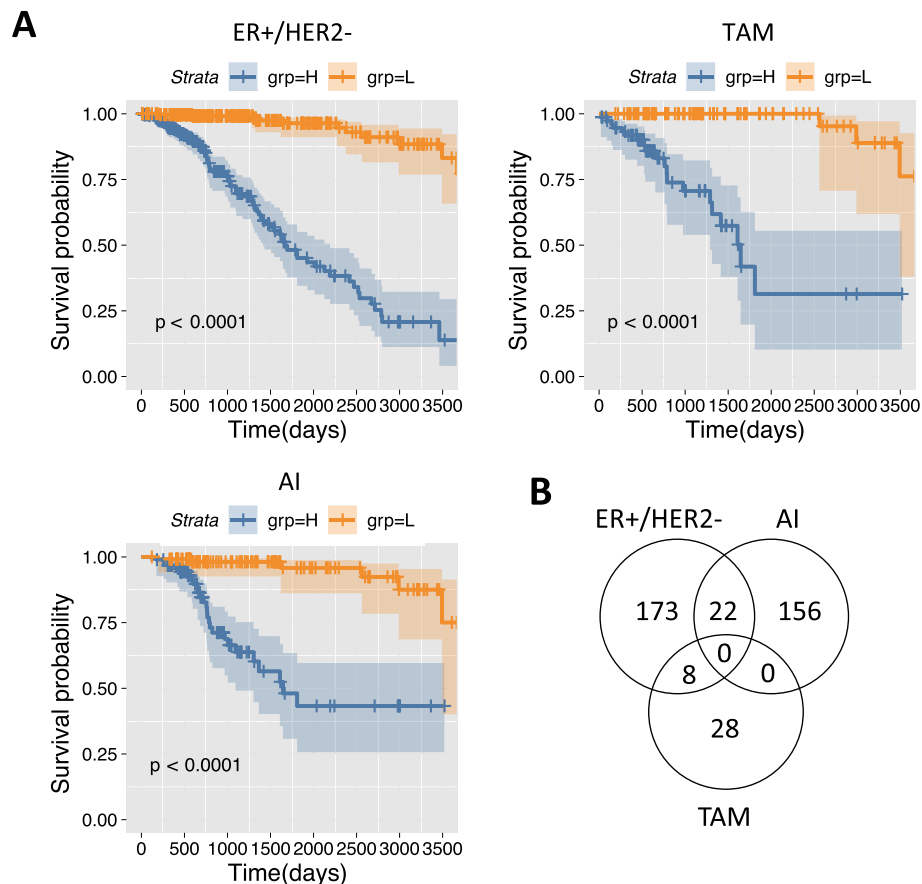 A
ER+/HER2-
Strata grp=H grp=L
Survival probability
1.00
0.75
0.50
0.25
0.00
p < 0.0001
0 500 1000 1500 2000 2500 3000 3500
Time(days)
TAM
Strata grp=H grp=L
Survival probability
1.00
0.75
0.50
0.25
0.00
p < 0.0001
0 500 1000 1500 2000 2500 3000 3500
Time(days)
AI
Strata grp=H grp=L
Survival probability
1.00
0.75
0.50
0.25
0.00
p < 0.0001
0 500 1000 1500 2000 2500 3000 3500
Time(days)
B
ER+/HER2- AI
173 22 156
0
8 0
28
TAM